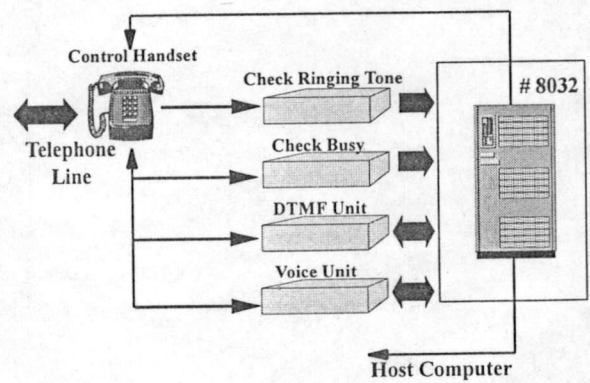 Control Handset
Check Ringing Tone
# 8032
Telephone
Line
Check Busy
DTMF Unit
Voice Unit
Host Computer